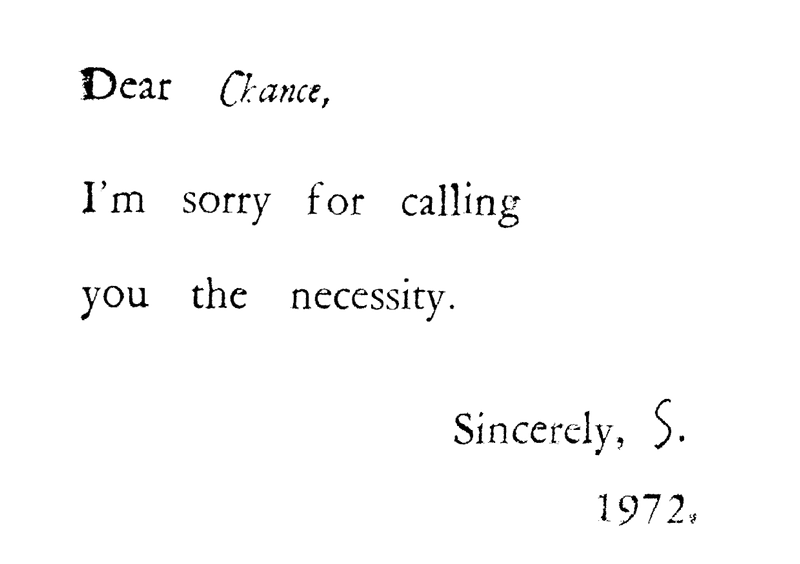 Dear Chance,
I'm sorry for calling
you the necessity.
Sincerely, S.
1972.